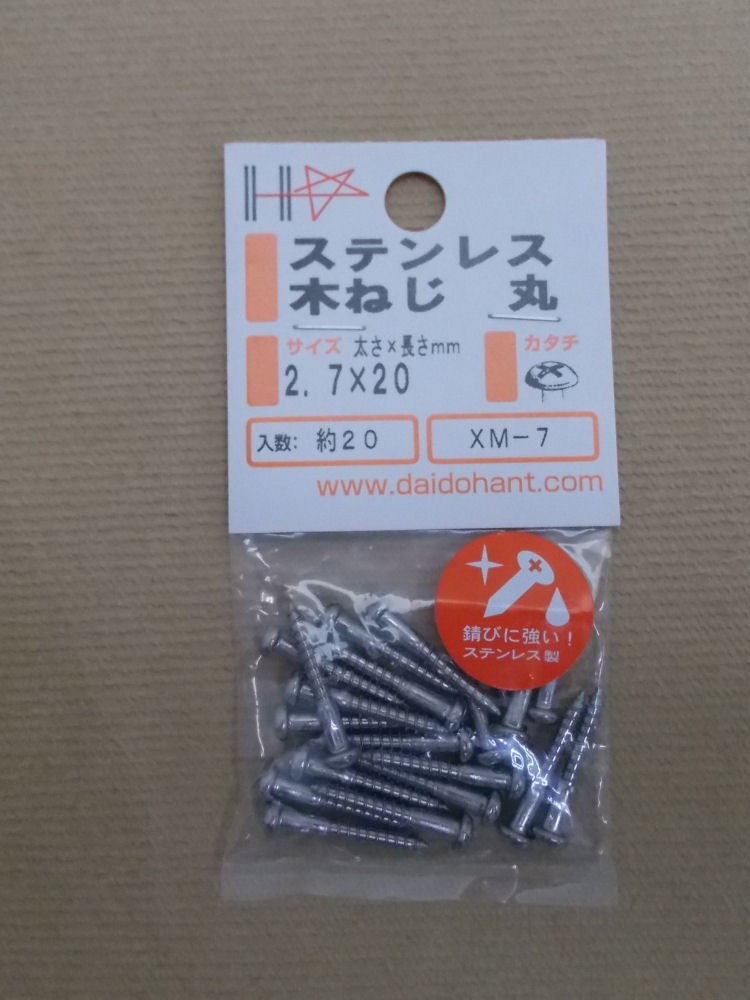 ステンレス
木ねじ 丸
サイズ 太さ×長さmm
2.7×20
カタチ
入数: 約20
XM-7
www.daidohant.com
錆びに強い!
ステンレス製